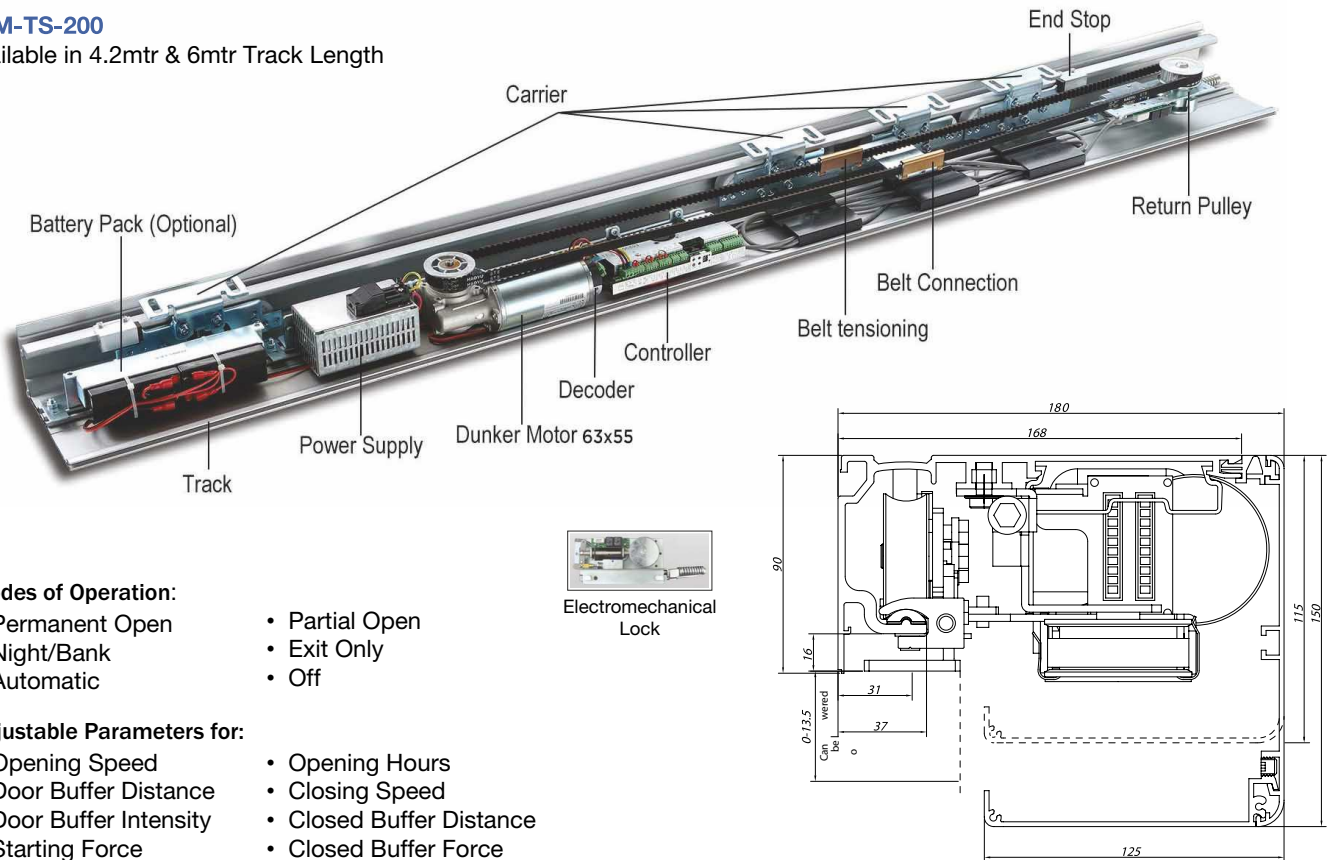 M-TS-200
ilable in 4.2mtr & 6mtr Track Length
End Stop
Carrier
Battery Pack (Optional)
Return Pulley
Belt Connection
Belt tensioning
Controller
Decoder
Dunker Motor 63x55
Power Supply
Track
180
168
90
115
150
16
31
37
0-13.5
Can be
wered
125
Electromechanical
Lock
des of Operation:
Permanent Open
Night/Bank
Automatic
• Partial Open
• Exit Only
• Off
justable Parameters for:
Opening Speed
Door Buffer Distance
Door Buffer Intensity
Starting Force
• Opening Hours
• Closing Speed
• Closed Buffer Distance
• Closed Buffer Force